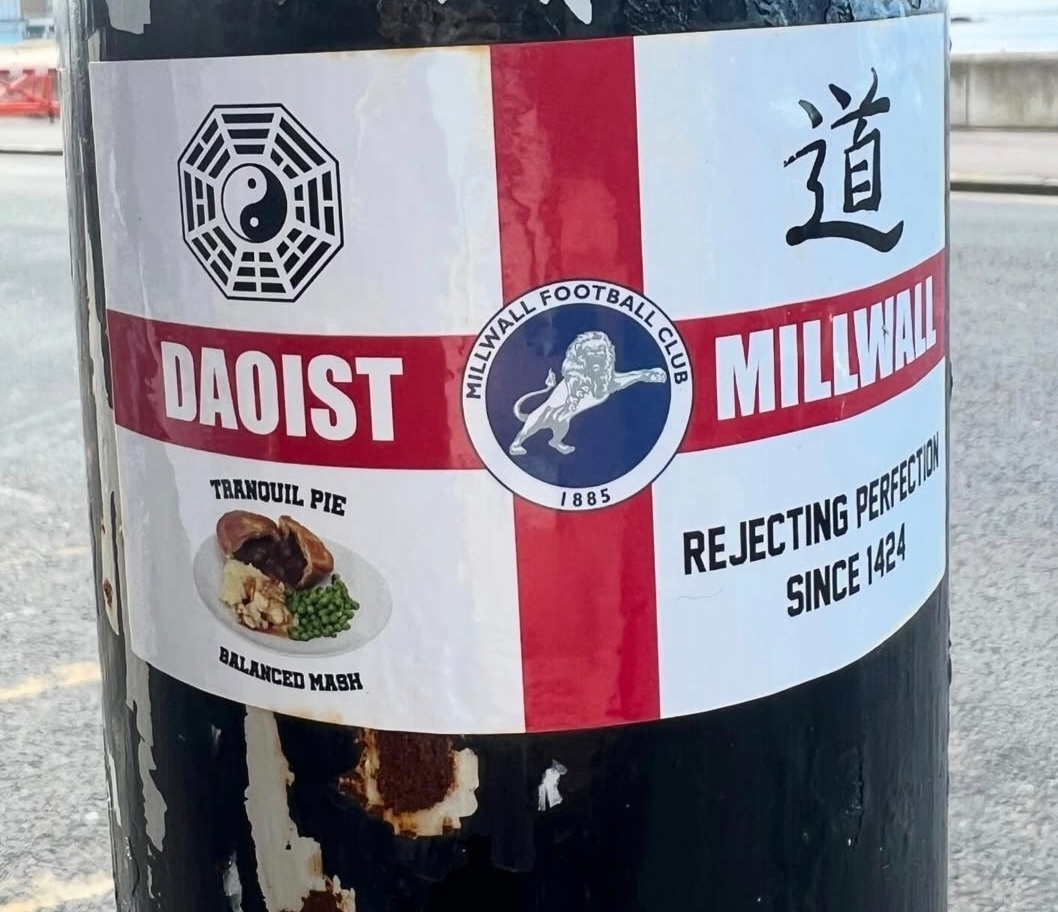 道
DAOIST
MILLWALL FOOTBALL CLUB
1885
MILLWALL
TRANQUIL PIE
BALANCED MASH
REJECTING PERFECTION
SINCE 1424